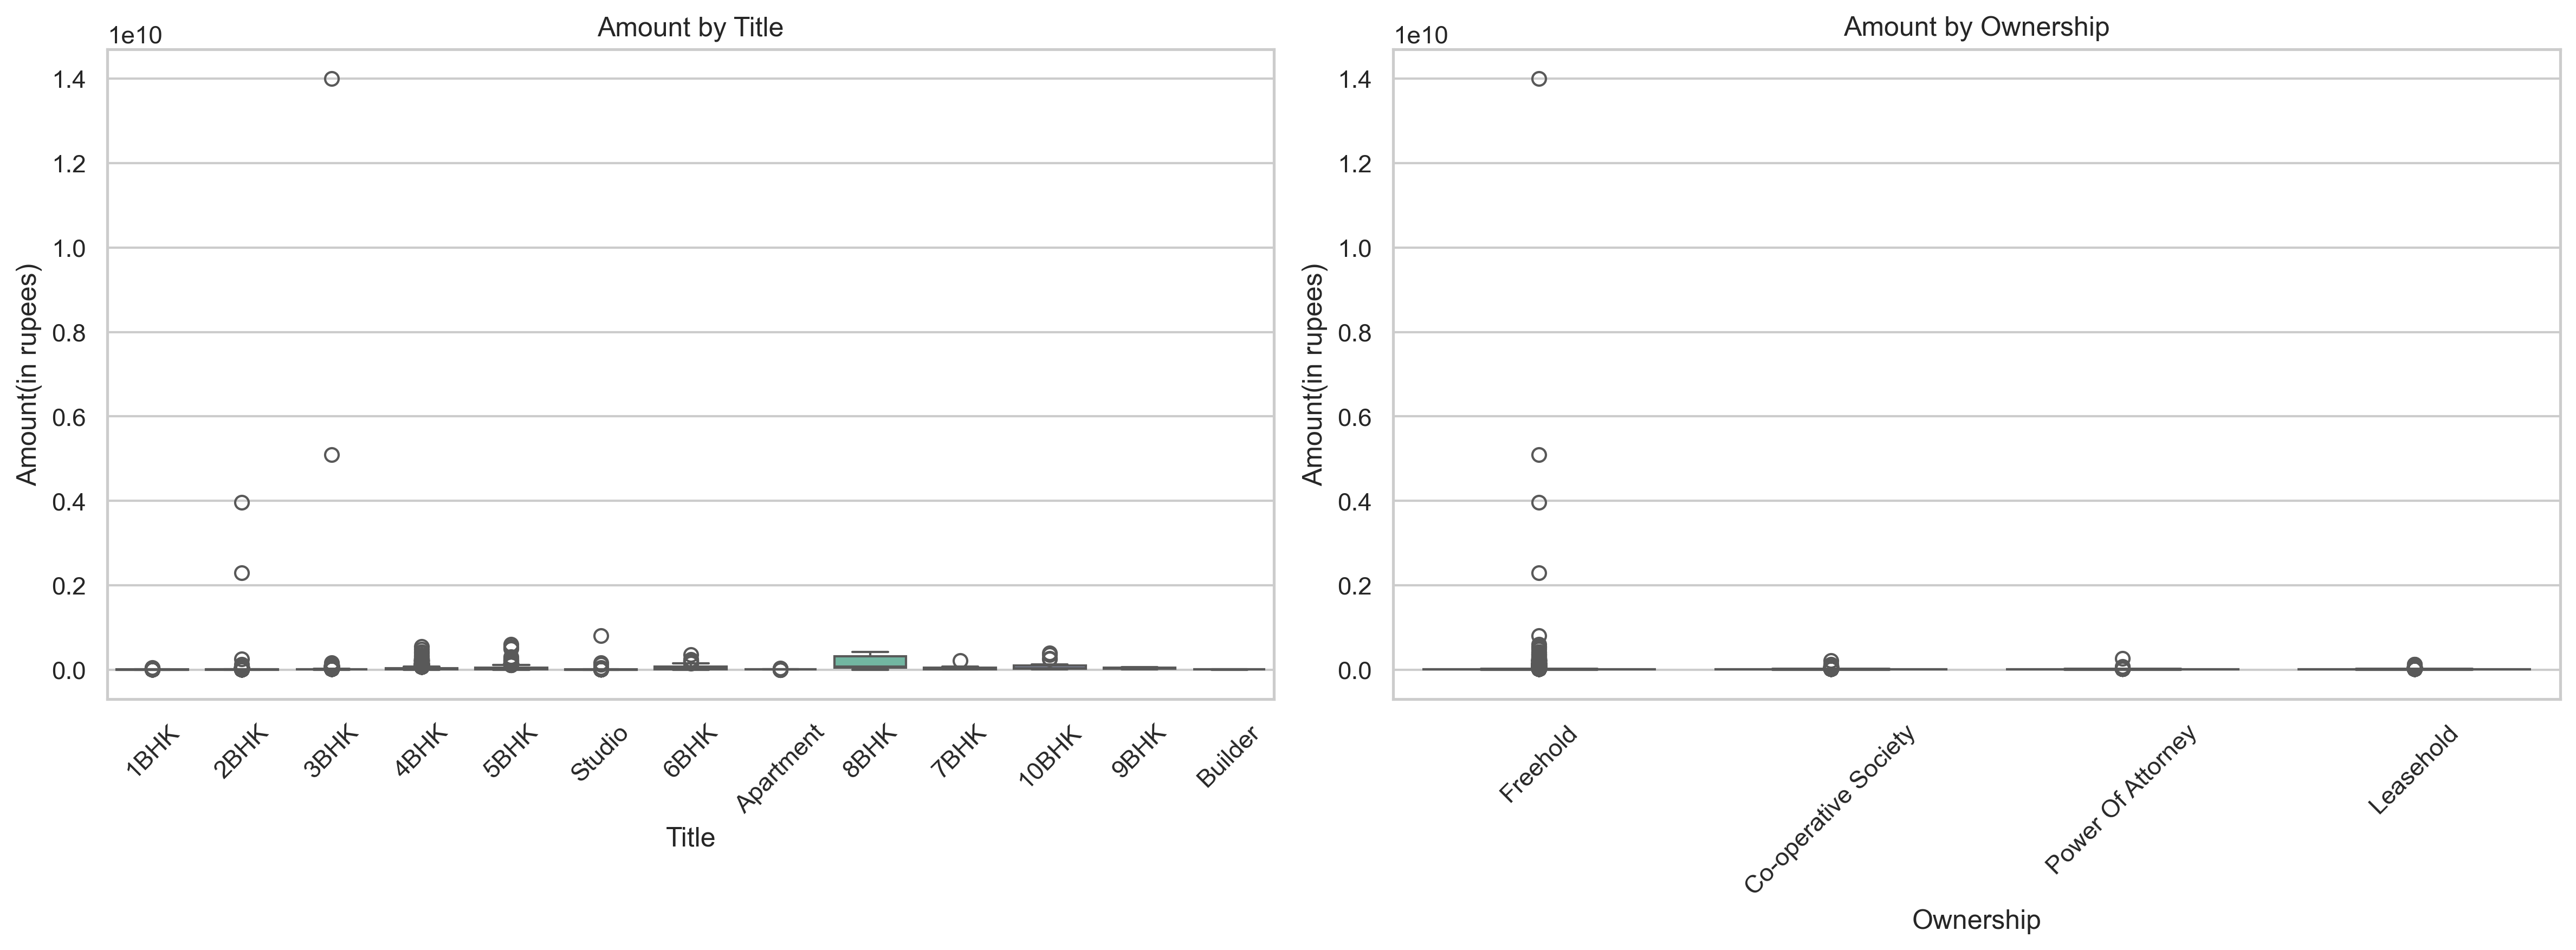 Amount by Title
1e10
1.4
1.2
1.0
0.8
0.6
0.4
0.2
0.0
Amount(in rupees)
1BHK
2BHK
3BHK
4BHK
5BHK
Studio
6BHK
Apartment
8BHK
7BHK
10BHK
9BHK
Builder
Title
Amount by Ownership
1e10
1.4
1.2
1.0
0.8
0.6
0.4
0.2
0.0
Amount(in rupees)
Freehold
Co-operative Society
Power Of Attorney
Leasehold
Ownership